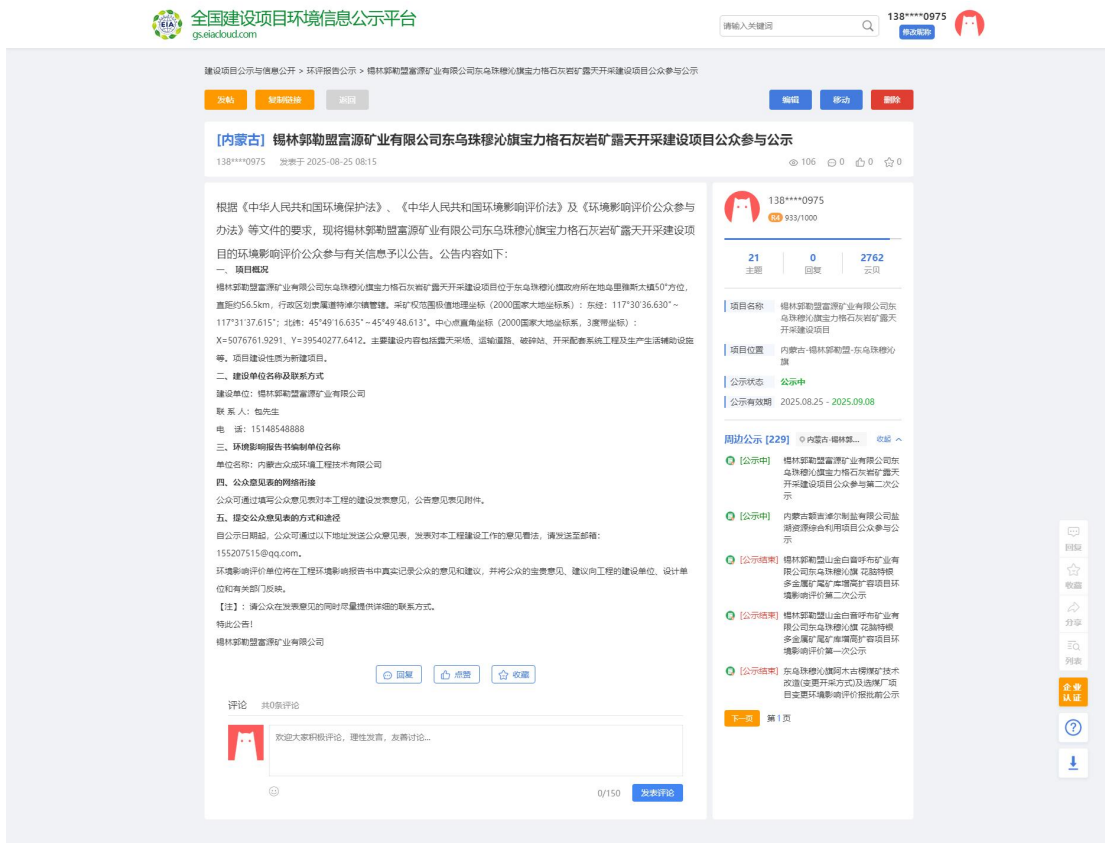 全国建设项目环境信息公示平台
gs.eiacloud.com
请输入关键词
138****0975
修改昵称
建设项目公示与信息公开 > 环评报告公示 > 锡林郭勒盟富源矿业有限公司东乌珠穆沁旗宝力格石灰岩矿露天开采建设项目公众参与公示
发帖
复制链接
返回
编辑
移动
删除
[内蒙古] 锡林郭勒盟富源矿业有限公司东乌珠穆沁旗宝力格石灰岩矿露天开采建设项目公众参与公示
138****0975 发表于 2025-08-25 08:15
106 0 0 0
根据《中华人民共和国环境保护法》、《中华人民共和国环境影响评价法》及《环境影响评价公众参与
办法》等文件的要求，现将锡林郭勒盟富源矿业有限公司东乌珠穆沁旗宝力格石灰岩矿露天开采建设项
目的环境影响评价公众参与有关信息予以公告。公告内容如下：
一、 项目概况
锡林郭勒盟富源矿业有限公司东乌珠穆沁旗宝力格石灰岩矿露天开采建设项目位于东乌珠穆沁旗政府所在地乌里雅斯太镇50°方位，
直距约56.5km，行政区划隶属道特淖尔镇管辖。采矿权范围极值地理坐标（2000国家大地坐标系）：东经：117°30'36.630"~
117°31'37.615"；北纬：45°49'16.635"~45°49'48.613"。中心点直角坐标（2000国家大地坐标系，3度带坐标）：
X=5076761.9291，Y=39540277.6412。主要建设内容包括露天采场、运输道路、破碎站、开采配套系统工程及生产生活辅助设施
等。项目建设性质为新建项目。
二、建设单位名称及联系方式
建设单位：锡林郭勒盟富源矿业有限公司
联 系 人：包先生
电 话：15148548888
三、环境影响报告书编制单位名称
单位名称：内蒙古众成环境工程技术有限公司
四、公众意见表的网络衔接
公众可通过填写公众意见表对本工程的建设发表意见，公告意见表见附件。
五、提交公众意见表的方式和途径
自公示日期起，公众可通过以下地址发送公众意见表，发表对本工程建设工作的意见看法，请发送至邮箱：
155207515@qq.com。
环境影响评价单位将在工程环境影响报告书中真实记录公众的意见和建议，并将公众的宝贵意见、建议向工程的建设单位、设计单
位和有关部门反映。
【注】：请公众在发表意见的同时尽量提供详细的联系方式。
特此公告！
锡林郭勒盟富源矿业有限公司
回复
点赞
收藏
评论 共0条评论
欢迎大家积极评论，理性发言，友善讨论...
0/150
发表评论
138****0975
R4 933/1000
21
主题
0
回复
2762
云贝
项目名称 锡林郭勒盟富源矿业有限公司东
乌珠穆沁旗宝力格石灰岩矿露天
开采建设项目
项目位置 内蒙古-锡林郭勒盟-东乌珠穆沁
旗
公示状态 公示中
公示有效期 2025.08.25 - 2025.09.08
周边公示 [229] 内蒙古-锡林郭... 收起
[公示中] 锡林郭勒盟富源矿业有限公司东
乌珠穆沁旗宝力格石灰岩矿露天
开采建设项目公众参与第二次公
示
[公示中] 内蒙古额吉淖尔制盐有限公司盐
湖资源综合利用项目公众参与公
示
[公示结束] 锡林郭勒盟山金白音呼布矿业有
限公司东乌珠穆沁旗 花脑特银
多金属矿尾矿库增高扩容项目环
境影响评价第二次公示
[公示结束] 锡林郭勒盟山金白音呼布矿业有
限公司东乌珠穆沁旗 花脑特银
多金属矿尾矿库增高扩容项目环
境影响评价第一次公示
[公示结束] 东乌珠穆沁旗阿木古楞煤矿技术
改造(变更开采方式)及选煤厂项
目变更环境影响评价报批前公示
下一页 第1页
回复
收藏
分享
列表
企业
认证